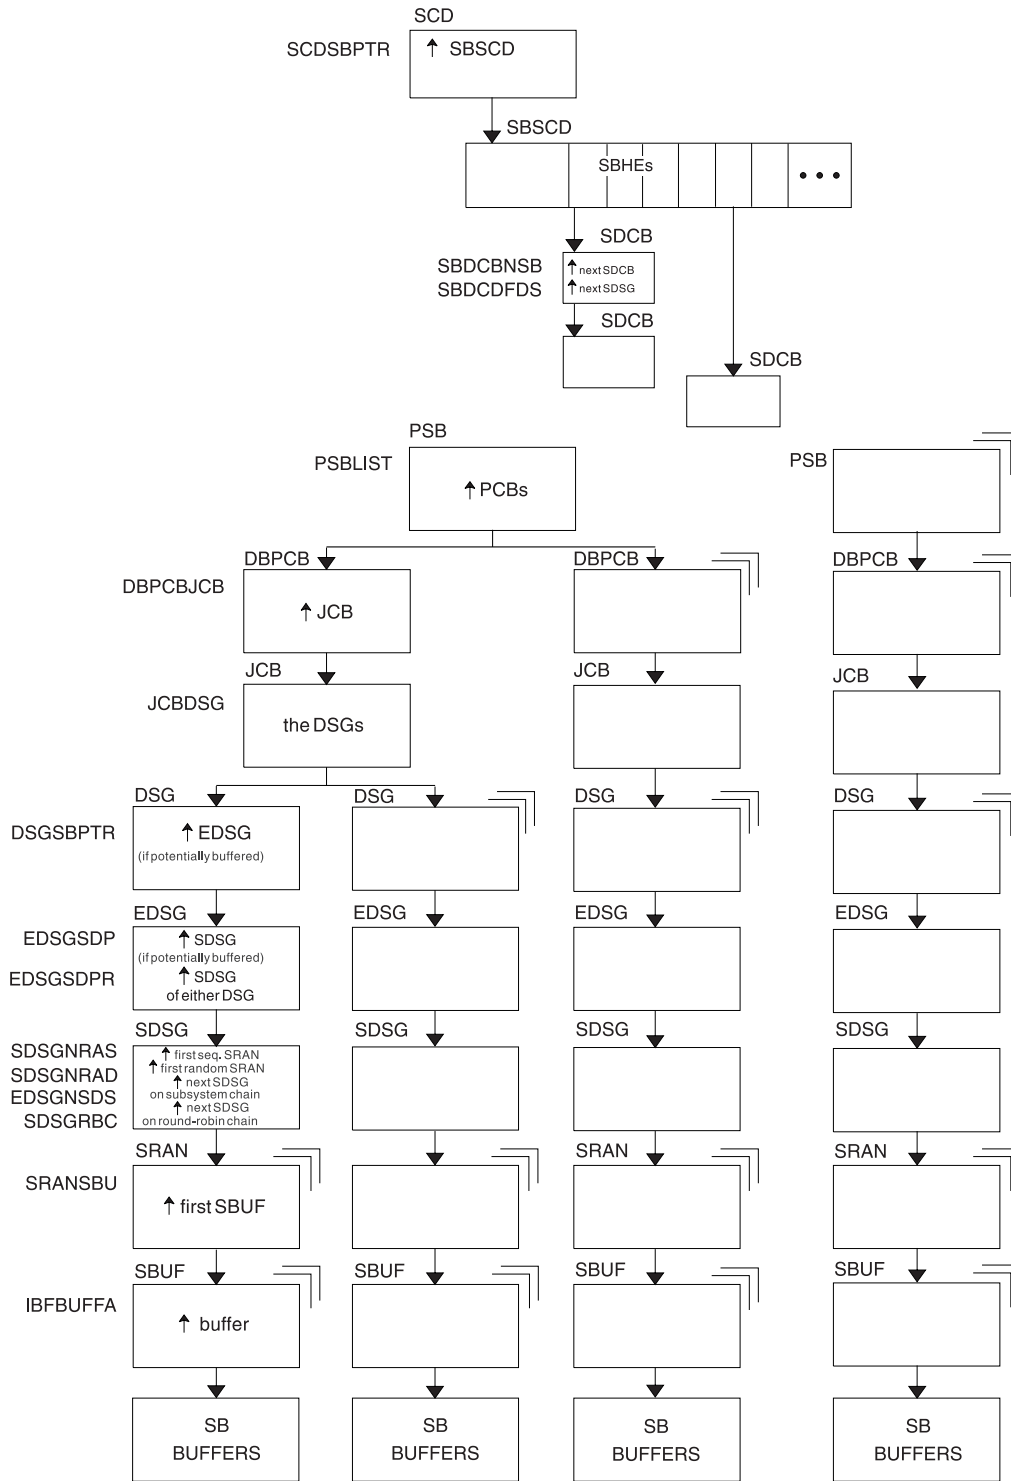 SCD
SCDSBPTR
↑ SBSCD
SBSCD
SBHEs
• • •
SDCB
SBDCBNSB
↑ next SDCB
SBDCDFDS
↑ next SDSG
SDCB
SDCB
PSB
PSBLIST
↑ PCBs
PSB
DBPCB
DBPCB
DBPCB
DBPCBJCB
↑ JCB
JCB
JCB
JCB
JCBDSG
the DSGs
DSG
DSG
DSG
DSG
DSGSBPTR
↑ EDSG
(if potentially buffered)
EDSG
EDSG
EDSG
EDSG
EDSGSDP
↑ SDSG
(if potentially buffered)
EDSGSDPR
↑ SDSG
of either DSG
SDSG
SDSG
SDSG
SDSG
SDSGNRAS
↑ first seq. SRAN
SDSGNRAD
↑ first random SRAN
↑ next SDSG
EDSGNSDS
on subsystem chain
↑ next SDSG
SDSGRBC
on round-robin chain
SRAN
SRAN
SRAN
SRANSBU
↑ first SBUF
SBUF
SBUF
SBUF
SBUF
IBFBUFFA
↑ buffer
SB
BUFFERS
SB
BUFFERS
SB
BUFFERS
SB
BUFFERS